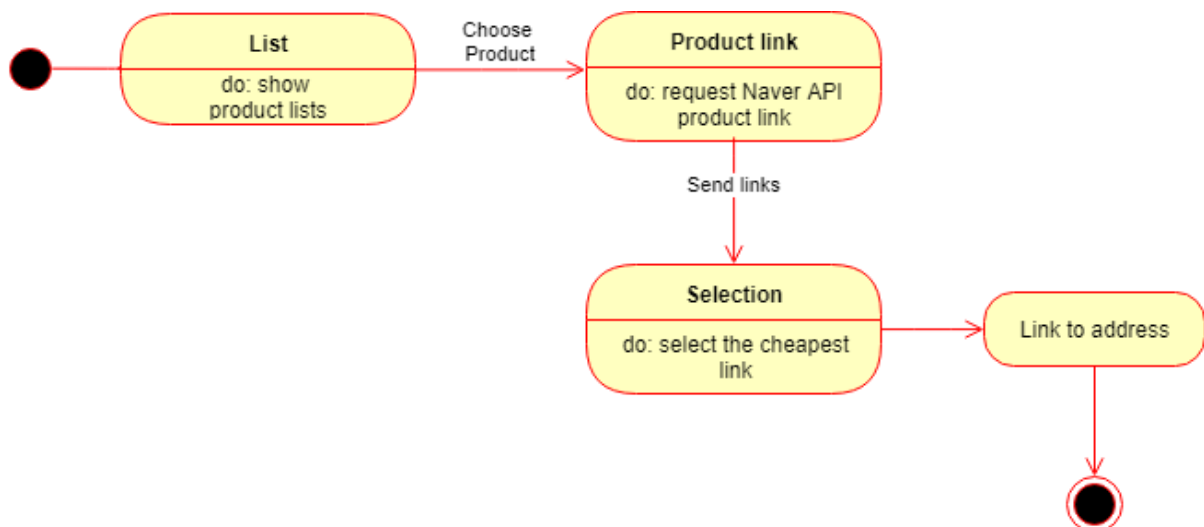 List
do: show
product lists
Choose
Product
Product link
do: request Naver API
product link
Send links
Selection
do: select the cheapest
link
Link to address